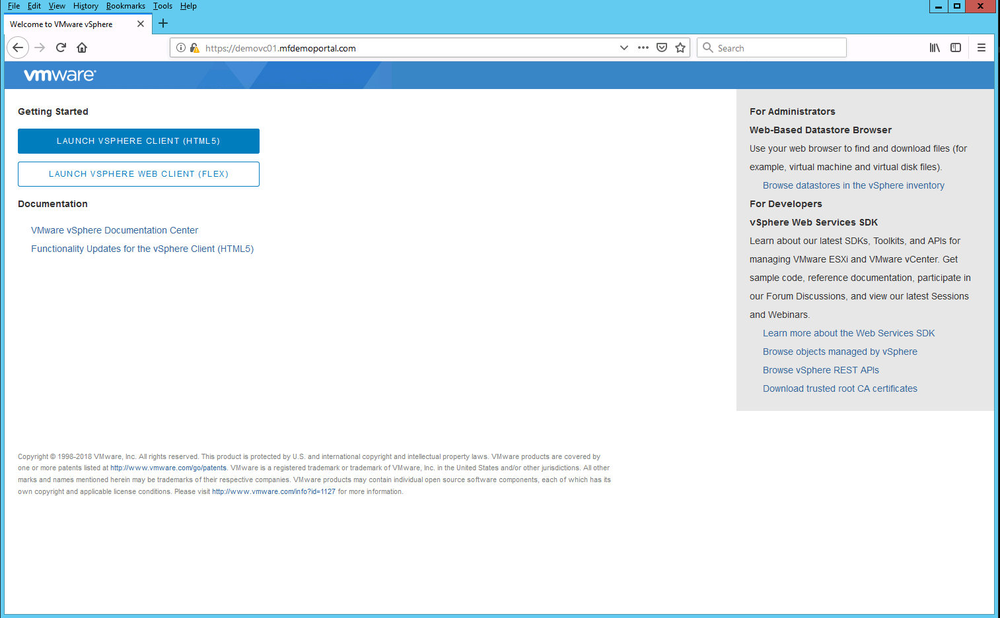 File Edit View History Bookmarks Tools Help
Welcome to VMware vSphere
https://demovc01.mfdemoportal.com
Search
vmware®
Getting Started
LAUNCH VSPHERE CLIENT (HTML5)
LAUNCH VSPHERE WEB CLIENT (FLEX)
Documentation
VMware vSphere Documentation Center
Functionality Updates for the vSphere Client (HTML5)
For Administrators
Web-Based Datastore Browser
Use your web browser to find and download files (for
example, virtual machine and virtual disk files).
Browse datastores in the vSphere inventory
For Developers
vSphere Web Services SDK
Learn about our latest SDKs, Toolkits, and APIs for
managing VMware ESXi and VMware vCenter. Get
sample code, reference documentation, participate in
our Forum Discussions, and view our latest Sessions
and Webinars.
Learn more about the Web Services SDK
Browse objects managed by vSphere
Browse vSphere REST APIs
Download trusted root CA certificates
Copyright © 1998-2018 VMware, Inc. All rights reserved. This product is protected by U.S. and international copyright and intellectual property laws. VMware products are covered by
one or more patents listed at http://www.vmware.com/go/patents. VMware is a registered trademark or trademark of VMware, Inc. in the United States and/or other jurisdictions. All other
marks and names mentioned herein may be trademarks of their respective companies. VMware products may contain individual open source software components, each of which has its
own copyright and applicable license conditions. Please visit http://www.vmware.com/info?id=1127 for more information.